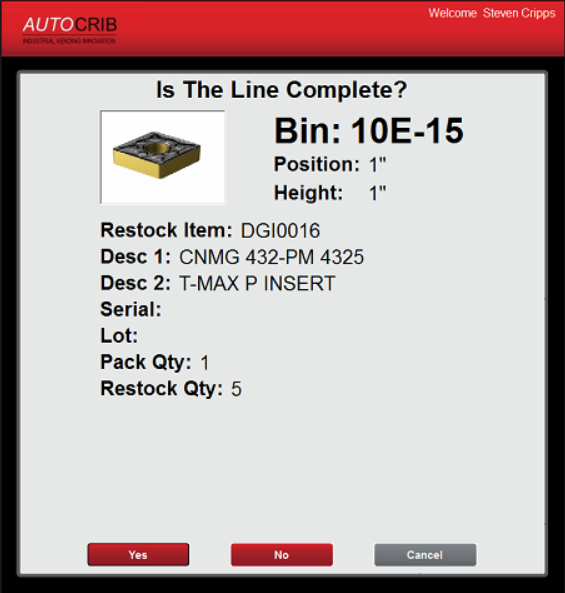 Welcome Steven Cripps
AUTOCRIB
INDUSTRIAL VENDING INNOVATION
Is The Line Complete?
Bin: 10E-15
Position: 1"
Height: 1"
Restock Item: DGI0016
Desc 1: CNMG 432-PM 4325
Desc 2: T-MAX P INSERT
Serial:
Lot:
Pack Qty: 1
Restock Qty: 5
Yes
No
Cancel